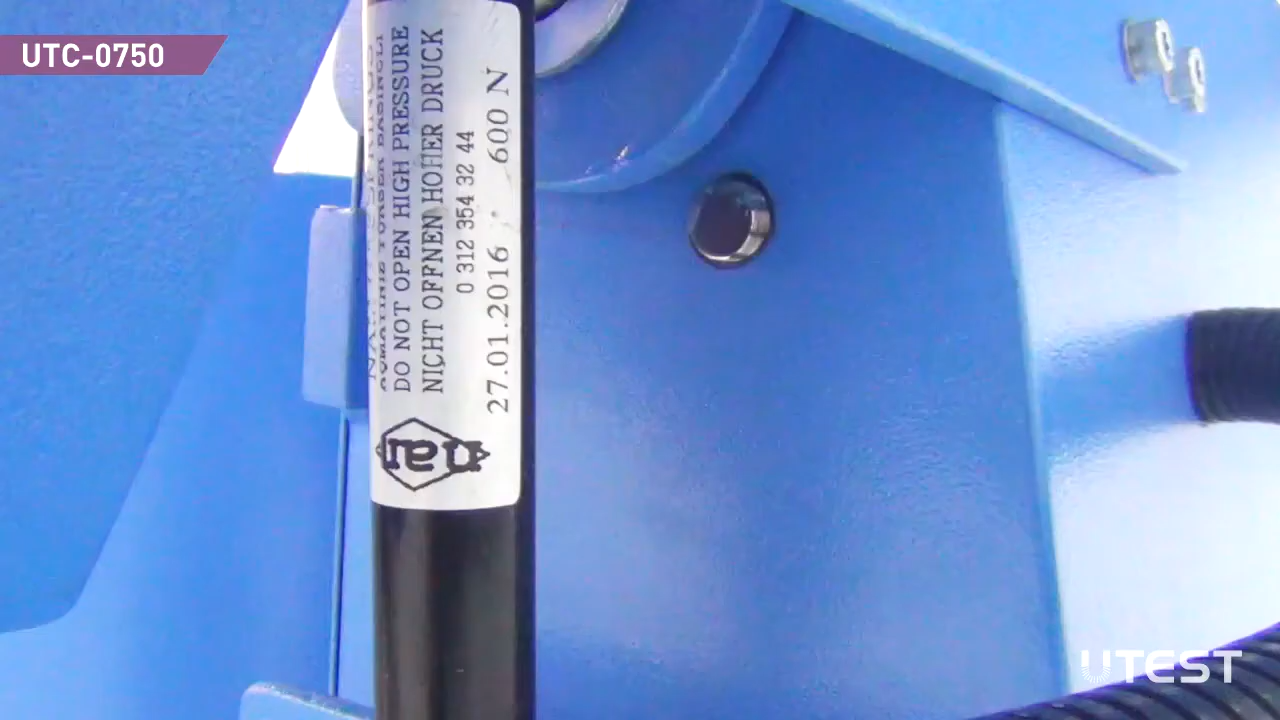 UTC-0750
DO NOT OPEN HIGH PRESSURE
NICHT OFFNEN HOHER DRUCK
0 312 354 32 44
27.01.2016 600 N
nar
UTEST